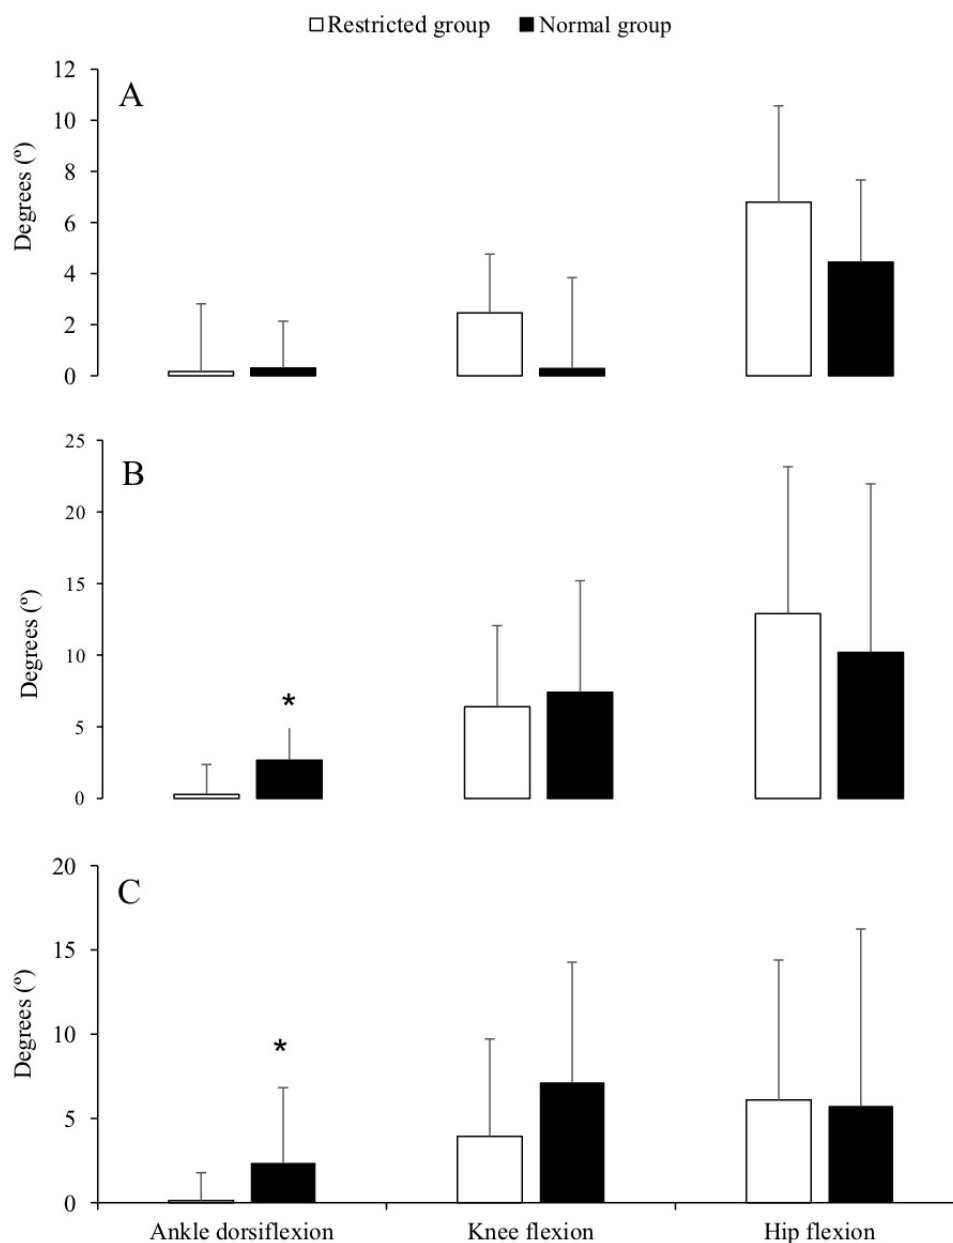 Restricted group Normal group
A
Degrees (º)
12
10
8
6
4
2
0
B
Degrees (º)
25
20
15
10
5
0
*
C
Degrees (º)
20
15
10
5
0
*
Ankle dorsiflexion Knee flexion Hip flexion